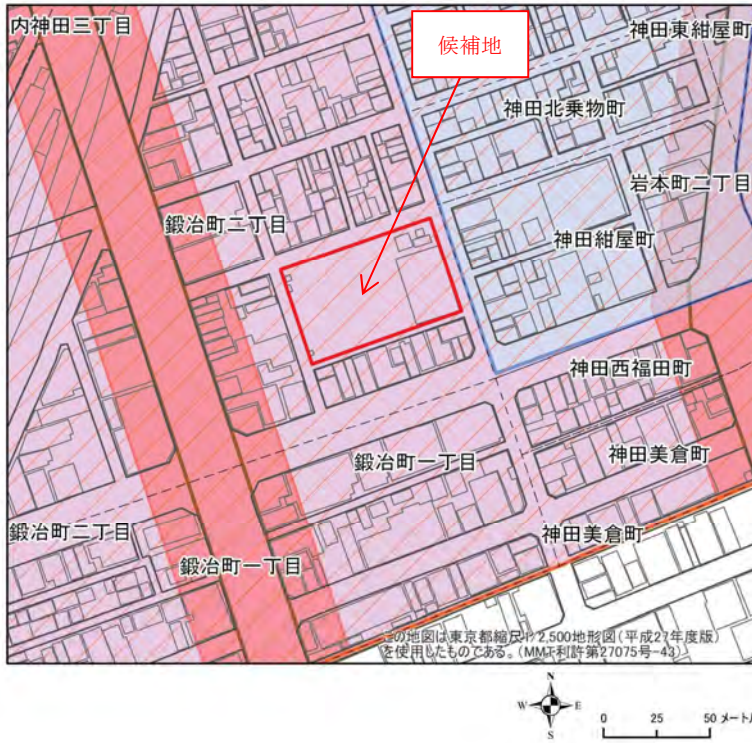 内神田三丁目
候補地
神田東紺屋町
神田北乗物町
岩本町二丁目
鍛冶町二丁目
神田紺屋町
神田西福田町
鍛冶町一丁目
神田美倉町
鍛冶町二丁目
神田美倉町
鍛冶町一丁目
この地図は東京都縮尺1/2,500地形図(平成27年度版)
を使用したものである。(MMT利許第27075号-43)
N
W E
S
0 25 50 メートル